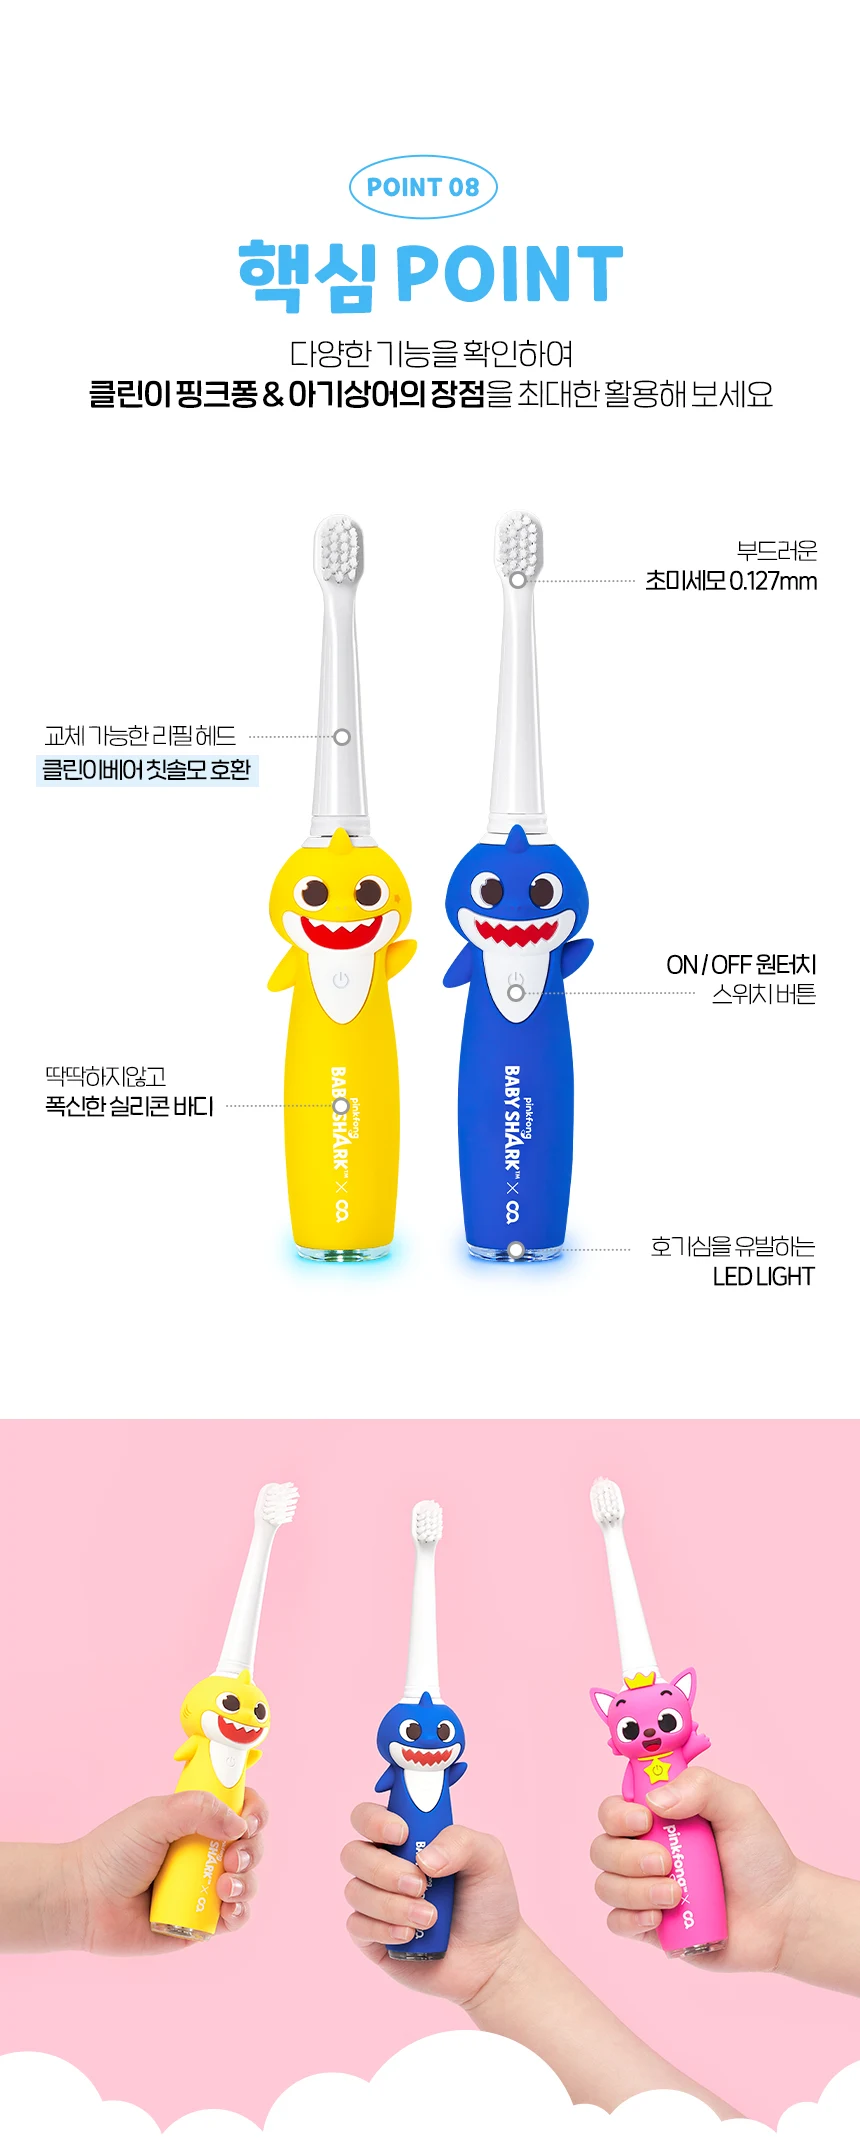 POINT 08
핵심 POINT
다양한 기능을 확인하여
클린이 핑크퐁 & 아기상어의 장점을 최대한 활용해 보세요
부드러운
초미세모 0.127mm
교체 가능한 리필 헤드
클린이베어 칫솔모 호환
ON / OFF 원터치
스위치 버튼
딱딱하지않고
폭신한 실리콘 바디
pinkfong
BABY SHARK™ ×
pinkfong
BABY SHARK™ ×
호기심을 유발하는
LED LIGHT
SHARK™ ×
pinkfong